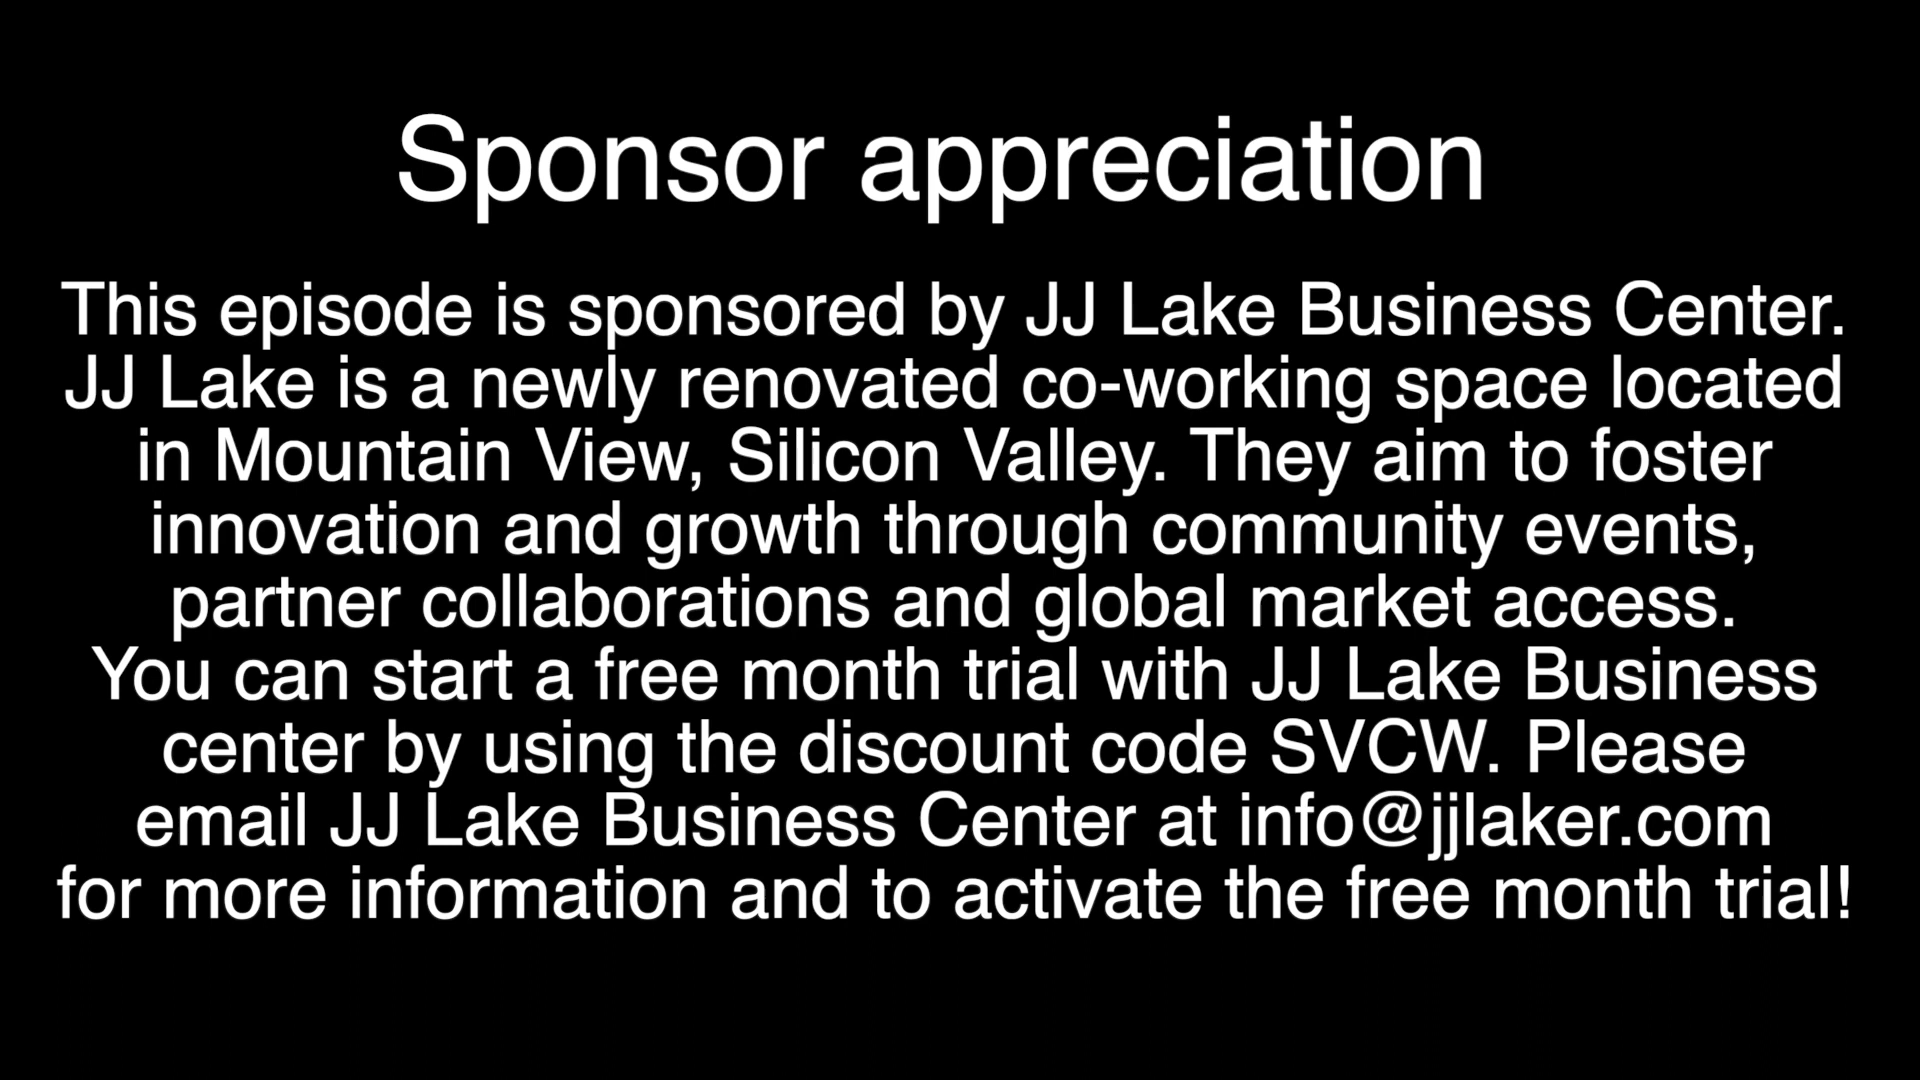 Sponsor appreciation
This episode is sponsored by JJ Lake Business Center.
JJ Lake is a newly renovated co-working space located
in Mountain View, Silicon Valley. They aim to foster
innovation and growth through community events,
partner collaborations and global market access.
You can start a free month trial with JJ Lake Business
center by using the discount code SVCW. Please
email JJ Lake Business Center at info@jjlaker.com
for more information and to activate the free month trial!